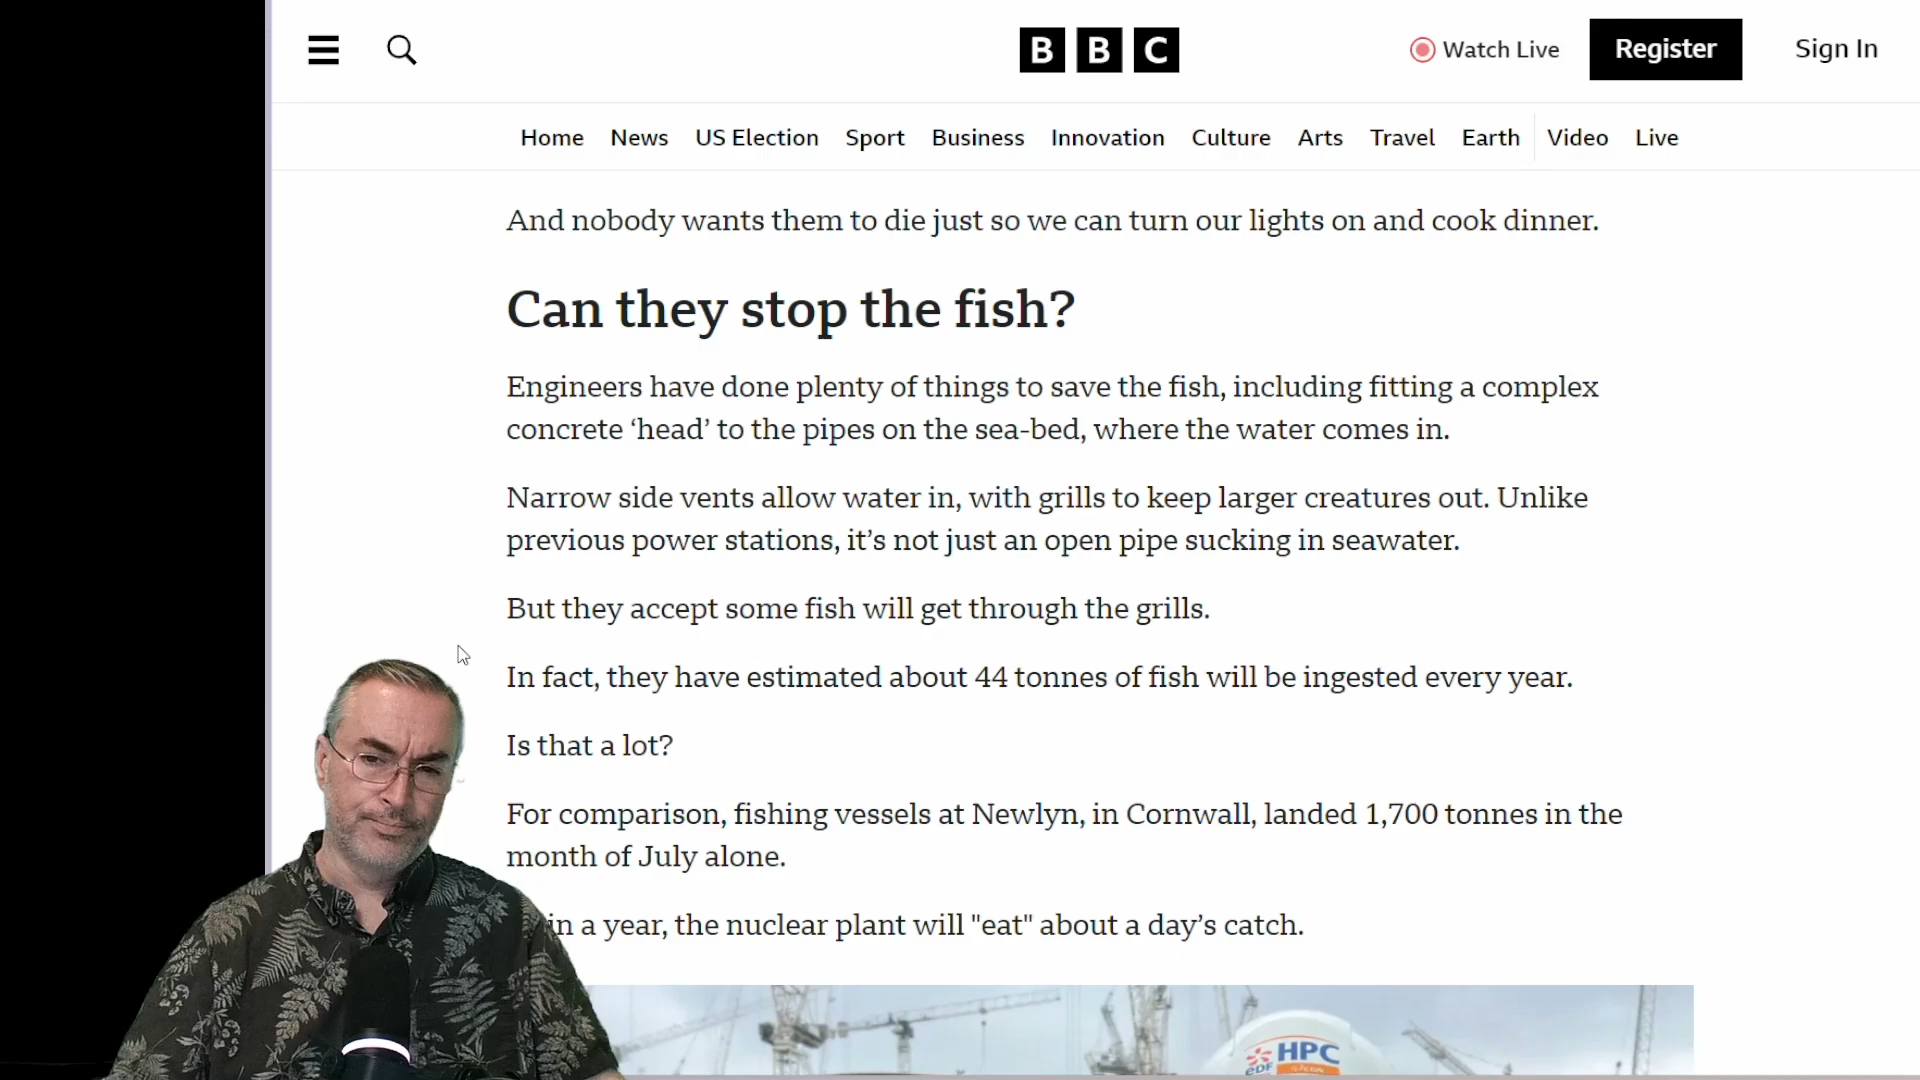 BBC
Watch Live
Register
Sign In
Home News US Election Sport Business Innovation Culture Arts Travel Earth Video Live
And nobody wants them to die just so we can turn our lights on and cook dinner.
Can they stop the fish?
Engineers have done plenty of things to save the fish, including fitting a complex
concrete ‘head’ to the pipes on the sea-bed, where the water comes in.
Narrow side vents allow water in, with grills to keep larger creatures out. Unlike
previous power stations, it’s not just an open pipe sucking in seawater.
But they accept some fish will get through the grills.
In fact, they have estimated about 44 tonnes of fish will be ingested every year.
Is that a lot?
For comparison, fishing vessels at Newlyn, in Cornwall, landed 1,700 tonnes in the
month of July alone.
in a year, the nuclear plant will "eat" about a day’s catch.
eDF HPC